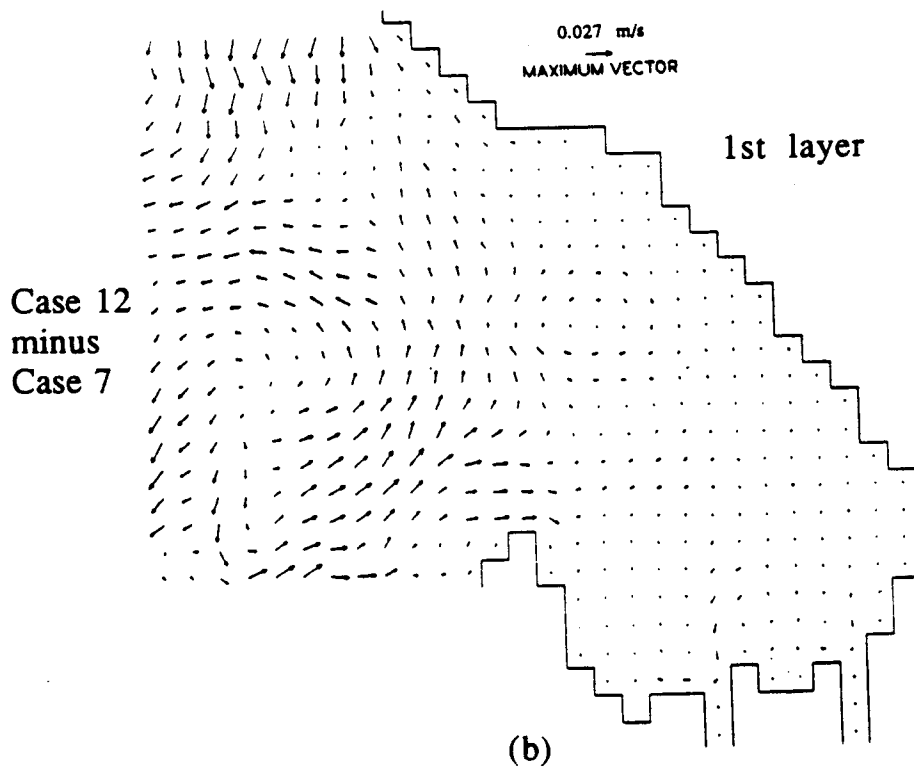 0.027 m/s
MAXIMUM VECTOR
1st layer
Case 12
minus
Case 7
(b)